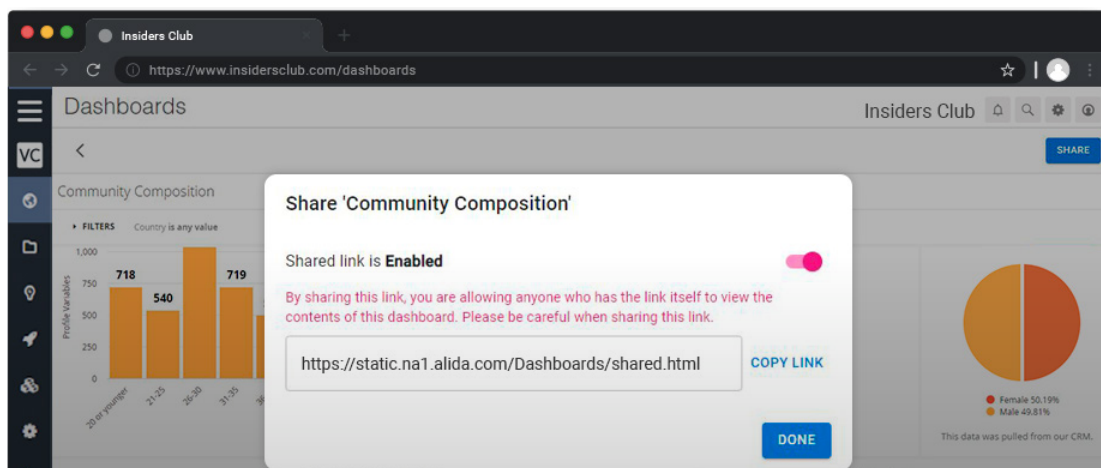 Insiders Club
https://www.insidersclub.com/dashboards
Dashboards
Insiders Club
VC
SHARE
Community Composition
FILTERS Country is any value
Share 'Community Composition'
Shared link is Enabled
By sharing this link, you are allowing anyone who has the link itself to view the
contents of this dashboard. Please be careful when sharing this link.
https://static.na1.alida.com/Dashboards/shared.html
COPY LINK
DONE
Profile Variables
1,000
750
500
250
0
718
540
719
20 or younger
21-25
26-30
31-35
Female 50.19%
Male 49.81%
This data was pulled from our CRM.